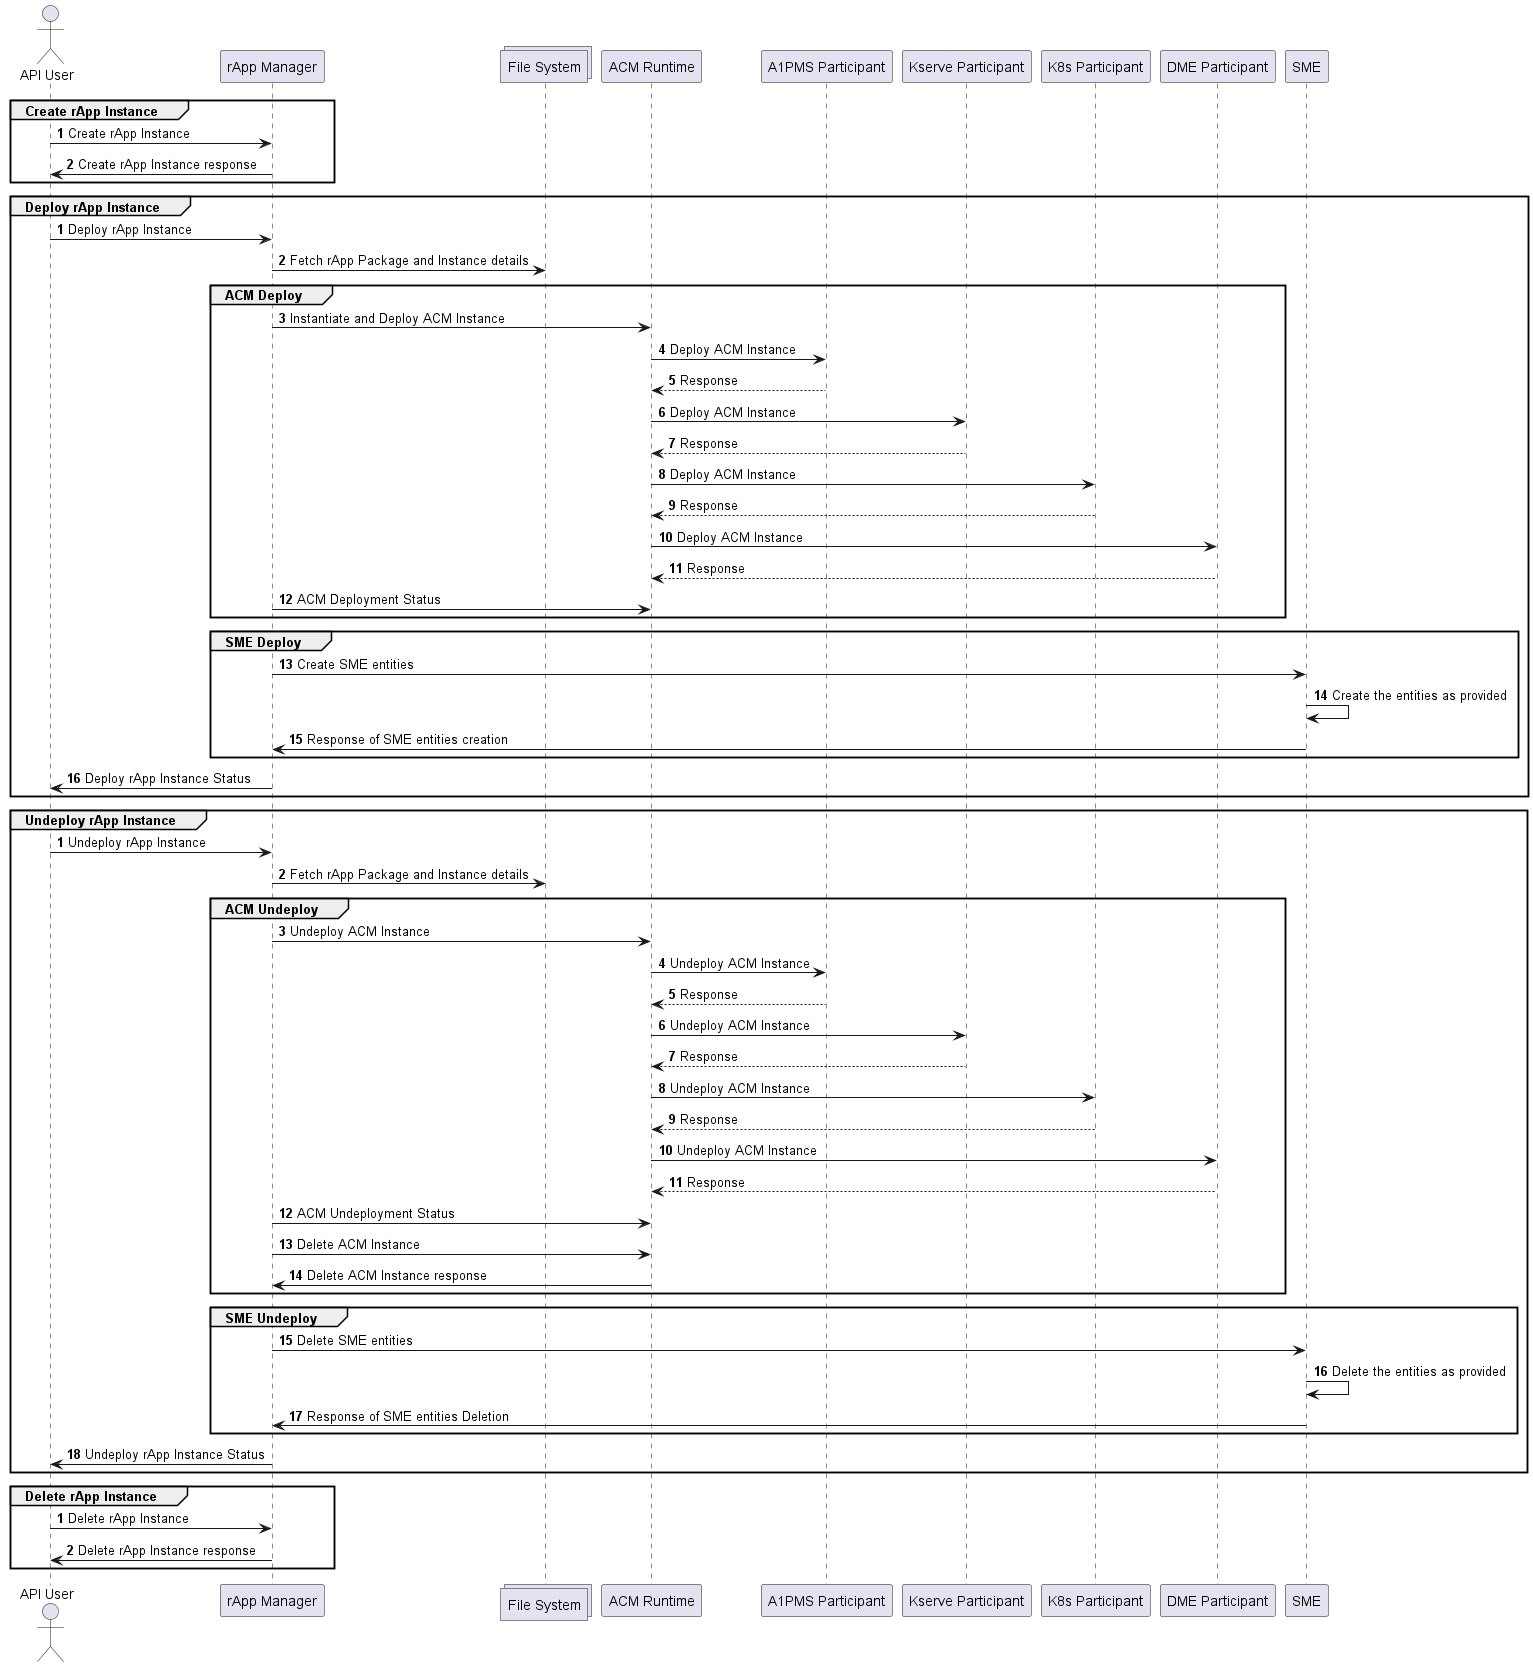 API User
rApp Manager
File System
ACM Runtime
A1PMS Participant
Kserve Participant
K8s Participant
DME Participant
SME
Create rApp Instance
1 Create rApp Instance
2 Create rApp Instance response
Deploy rApp Instance
1 Deploy rApp Instance
2 Fetch rApp Package and Instance details
ACM Deploy
3 Instantiate and Deploy ACM Instance
4 Deploy ACM Instance
5 Response
6 Deploy ACM Instance
7 Response
8 Deploy ACM Instance
9 Response
10 Deploy ACM Instance
11 Response
12 ACM Deployment Status
SME Deploy
13 Create SME entities
14 Create the entities as provided
15 Response of SME entities creation
16 Deploy rApp Instance Status
Undeploy rApp Instance
1 Undeploy rApp Instance
2 Fetch rApp Package and Instance details
ACM Undeploy
3 Undeploy ACM Instance
4 Undeploy ACM Instance
5 Response
6 Undeploy ACM Instance
7 Response
8 Undeploy ACM Instance
9 Response
10 Undeploy ACM Instance
11 Response
12 ACM Undeployment Status
13 Delete ACM Instance
14 Delete ACM Instance response
SME Undeploy
15 Delete SME entities
16 Delete the entities as provided
17 Response of SME entities Deletion
18 Undeploy rApp Instance Status
Delete rApp Instance
1 Delete rApp Instance
2 Delete rApp Instance response
API User
rApp Manager
File System
ACM Runtime
A1PMS Participant
Kserve Participant
K8s Participant
DME Participant
SME